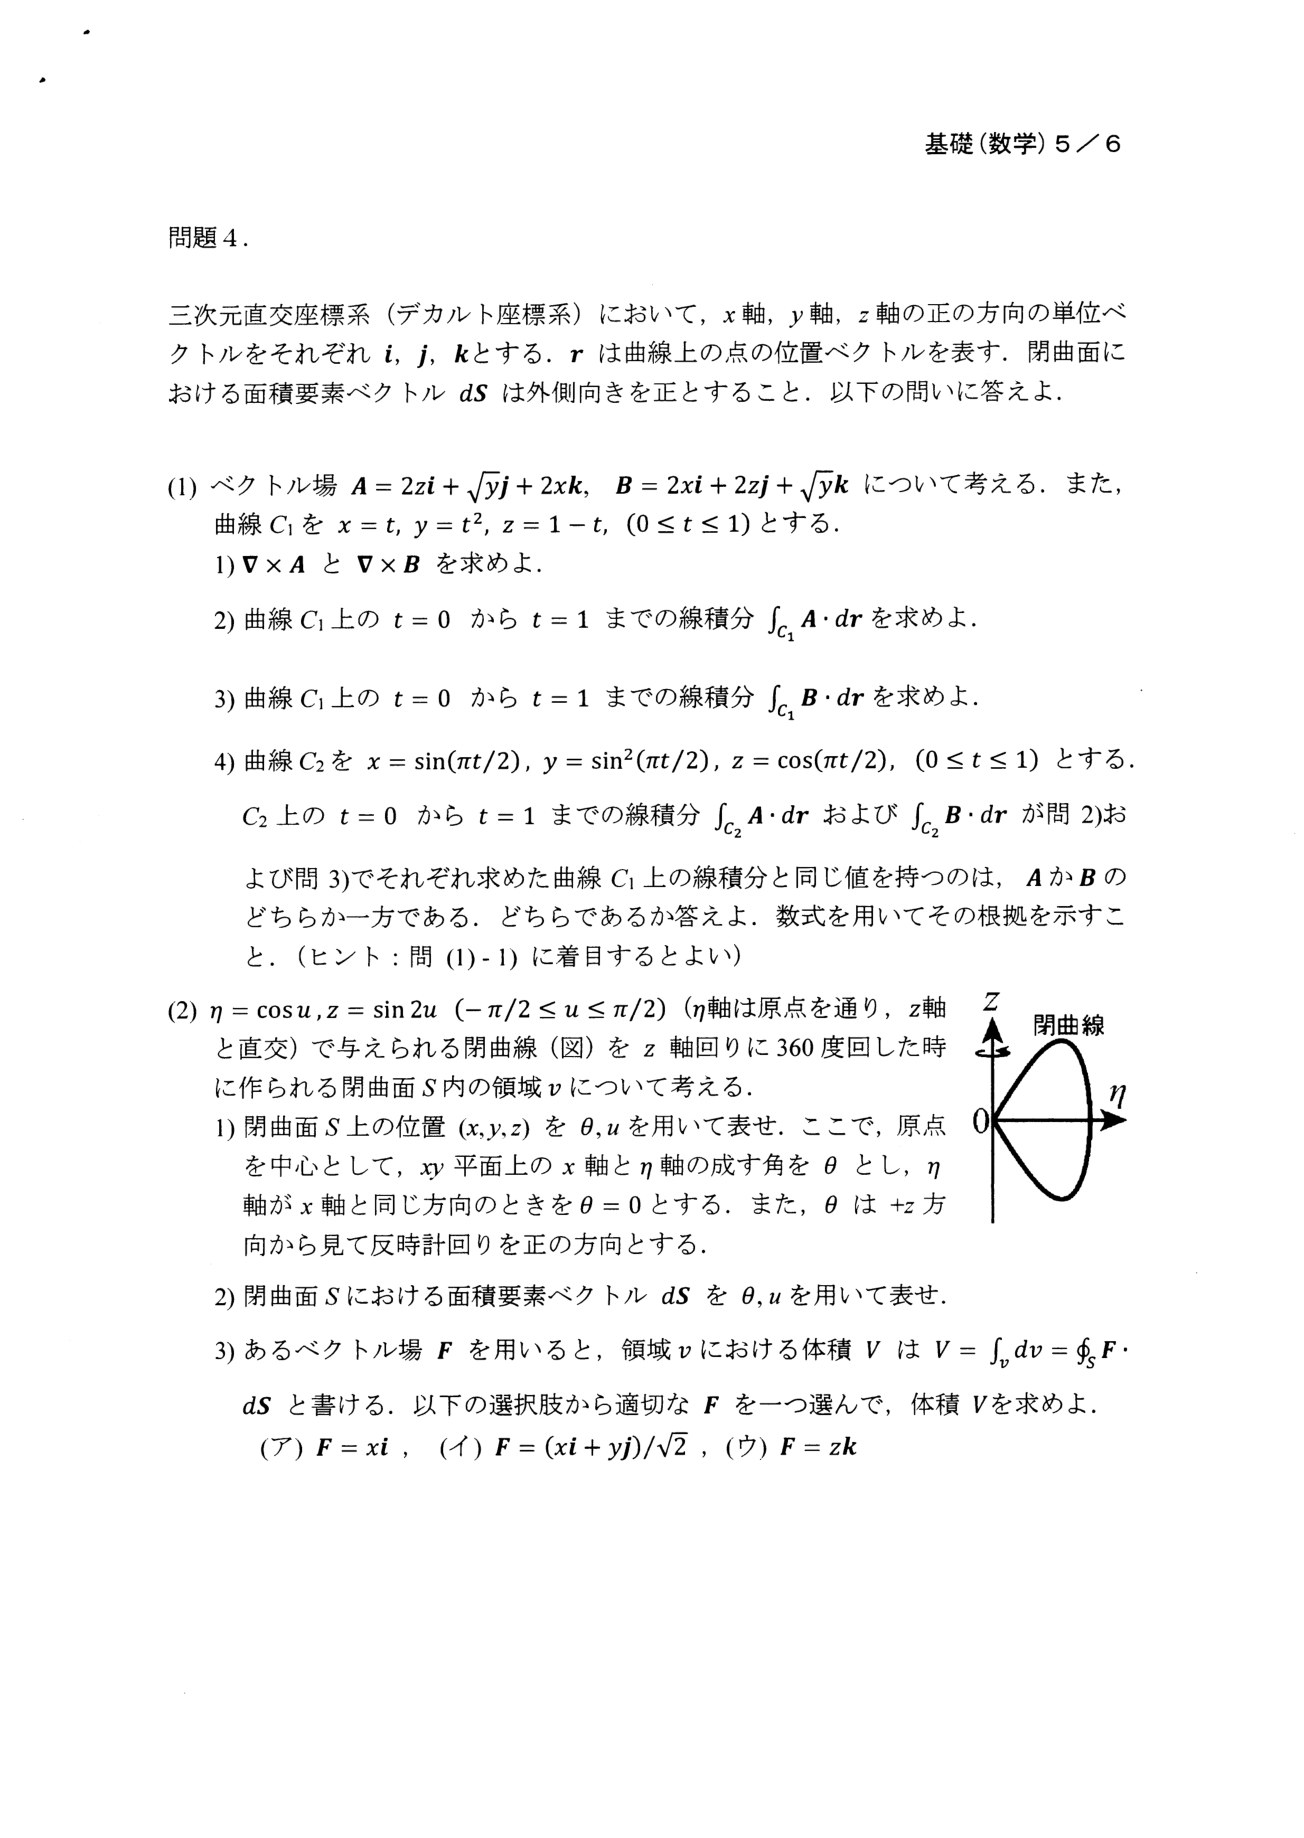 基礎(数学)5／6
問題４.
三次元直交座標系（デカルト座標系）において，x 軸，y 軸，z 軸の正の方向の単位ベ
クトルをそれぞれ i，j，kとする．r は曲線上の点の位置ベクトルを表す．閉曲面に
おける面積要素ベクトル dS は外側向きを正とすること．以下の問いに答えよ．
(1) ベクトル場 A = 2zi + √yj + 2xk,  B = 2xi + 2zj + √yk について考える．また，
曲線 C₁ を x = t, y = t², z = 1 − t, (0 ≤ t ≤ 1) とする．
1) ∇ × A と ∇ × B を求めよ．
2) 曲線 C₁ 上の t = 0 から t = 1 までの線積分 ∫_{C₁} A · dr を求めよ．
3) 曲線 C₁ 上の t = 0 から t = 1 までの線積分 ∫_{C₁} B · dr を求めよ．
4) 曲線 C₂ を x = sin(πt/2), y = sin²(πt/2), z = cos(πt/2), (0 ≤ t ≤ 1) とする．
C₂ 上の t = 0 から t = 1 までの線積分 ∫_{C₂} A · dr および ∫_{C₂} B · dr が問 2)お
よび問 3)でそれぞれ求めた曲線 C₁ 上の線積分と同じ値を持つのは，A か B の
どちらか一方である．どちらであるか答えよ．数式を用いてその根拠を示すこ
と．（ヒント：問 (1) - 1) に着目するとよい）
(2) η = cos u , z = sin 2u (− π/2 ≤ u ≤ π/2)（η軸は原点を通り，z軸
と直交）で与えられる閉曲線（図）を z 軸回りに 360 度回した時
に作られる閉曲面 S 内の領域 v について考える．
1) 閉曲面 S 上の位置 (x, y, z) を θ, u を用いて表せ．ここで，原点
を中心として，xy 平面上の x 軸と η 軸の成す角を θ とし，η
軸が x 軸と同じ方向のときを θ = 0 とする．また，θ は +z 方
向から見て反時計回りを正の方向とする．
z
閉曲線
η
0
2) 閉曲面 S における面積要素ベクトル dS を θ, u を用いて表せ．
3) あるベクトル場 F を用いると，領域 v における体積 V は V = ∫_v dv = ∮_S F ·
dS と書ける．以下の選択肢から適切な F を一つ選んで，体積 Vを求めよ．
（ア）F = xi ，（イ）F = (xi + yj)/√2 ，（ウ）F = zk